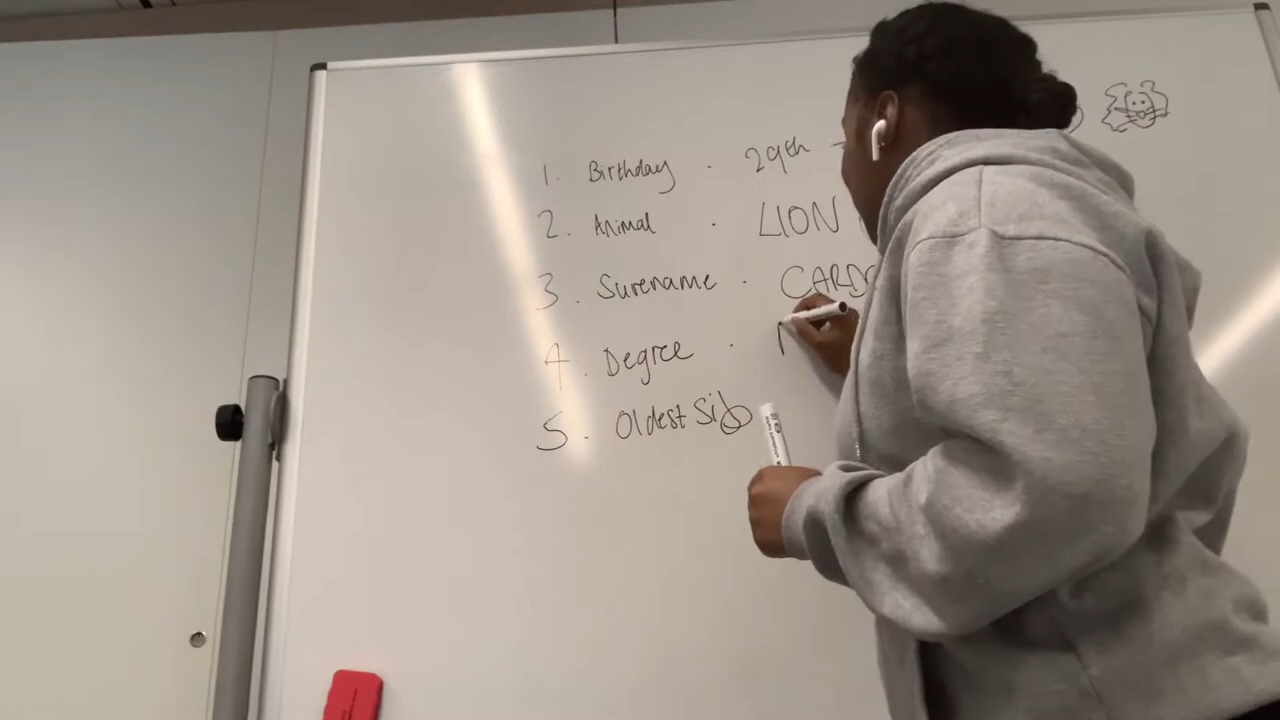 1. Birthday . 29th
2. Animal . LION
3. Surename . CARD
4. Degree .
5. Oldest Sib